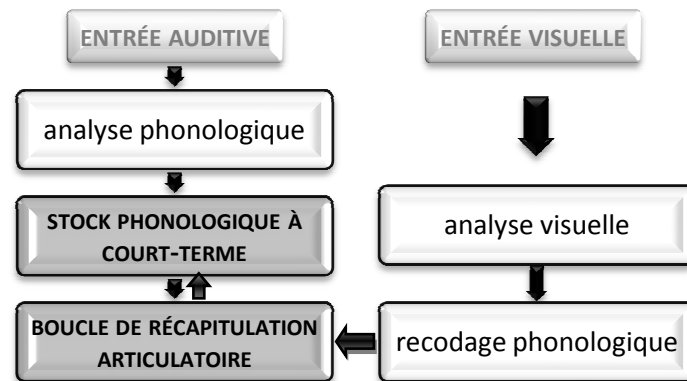 ENTRÉE AUDITIVE
ENTRÉE VISUELLE
analyse phonologique
STOCK PHONOLOGIQUE À
COURT-TERME
analyse visuelle
BOUCLE DE RÉCAPITULATION
ARTICULATOIRE
recodage phonologique